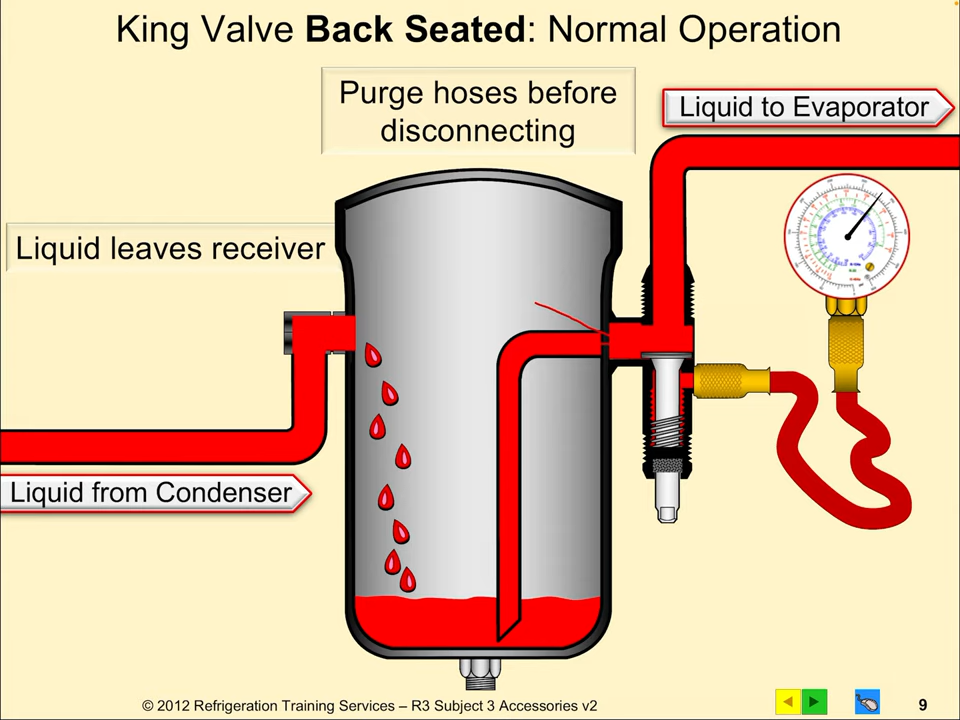 King Valve Back Seated: Normal Operation
Purge hoses before
disconnecting
Liquid to Evaporator
Liquid leaves receiver
Liquid from Condenser
© 2012 Refrigeration Training Services – R3 Subject 3 Accessories v2
9